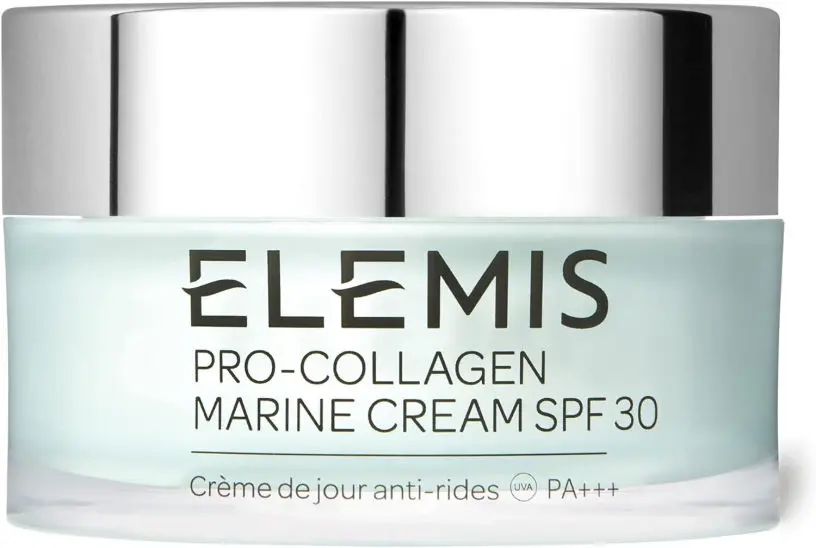 ELEMIS
PRO-COLLAGEN
MARINE CREAM SPF 30
Crème de jour anti-rides UVA PA+++